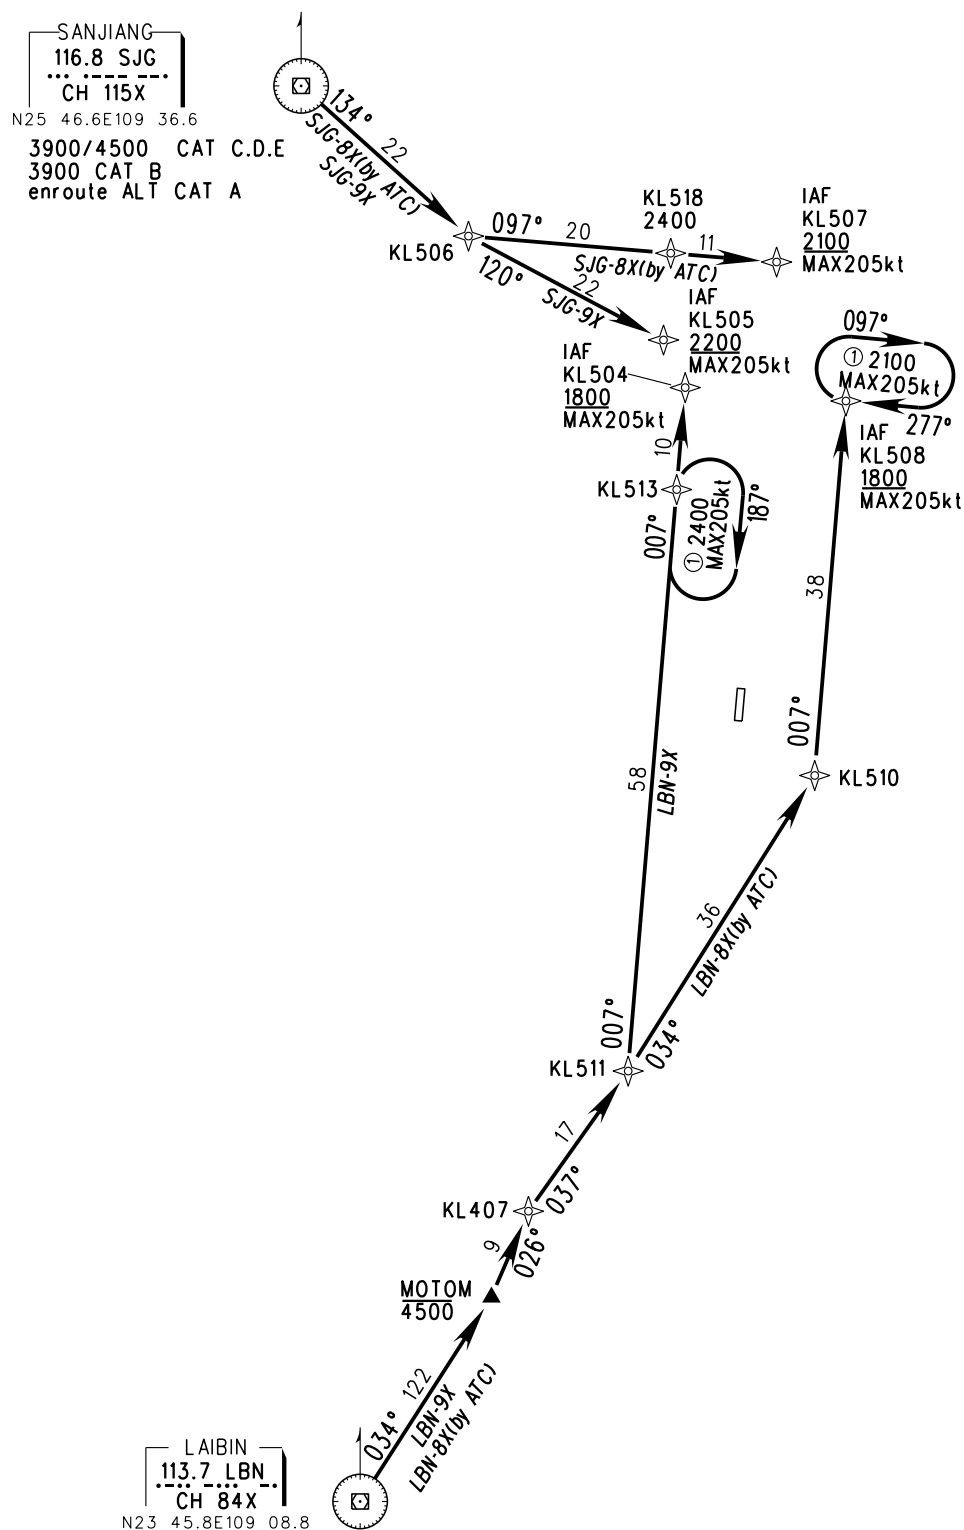 SANJIANG
116.8 SJG
CH 115X
N25 46.6E109 36.6
3900/4500 CAT C.D.E
3900 CAT B
enroute ALT CAT A
134°
22
SJG-8X(by ATC)
SJG-9X
KL506
097°
20
SJG-8X(by ATC)
KL518
2400
11
IAF
KL507
2100
MAX205kt
120°
22
SJG-9X
IAF
KL505
2200
MAX205kt
IAF
KL504
1800
MAX205kt
097°
① 2100
MAX205kt
277°
IAF
KL508
1800
MAX205kt
10
KL513
007°
① 2400
MAX205kt
187°
38
007°
KL510
58
LBN-9X
36
LBN-8X(by ATC)
007°
034°
KL511
17
037°
KL407
9
026°
MOTOM
4500
122
034°
LBN-9X
LBN-8X(by ATC)
LAIBIN
113.7 LBN
CH 84X
N23 45.8E109 08.8